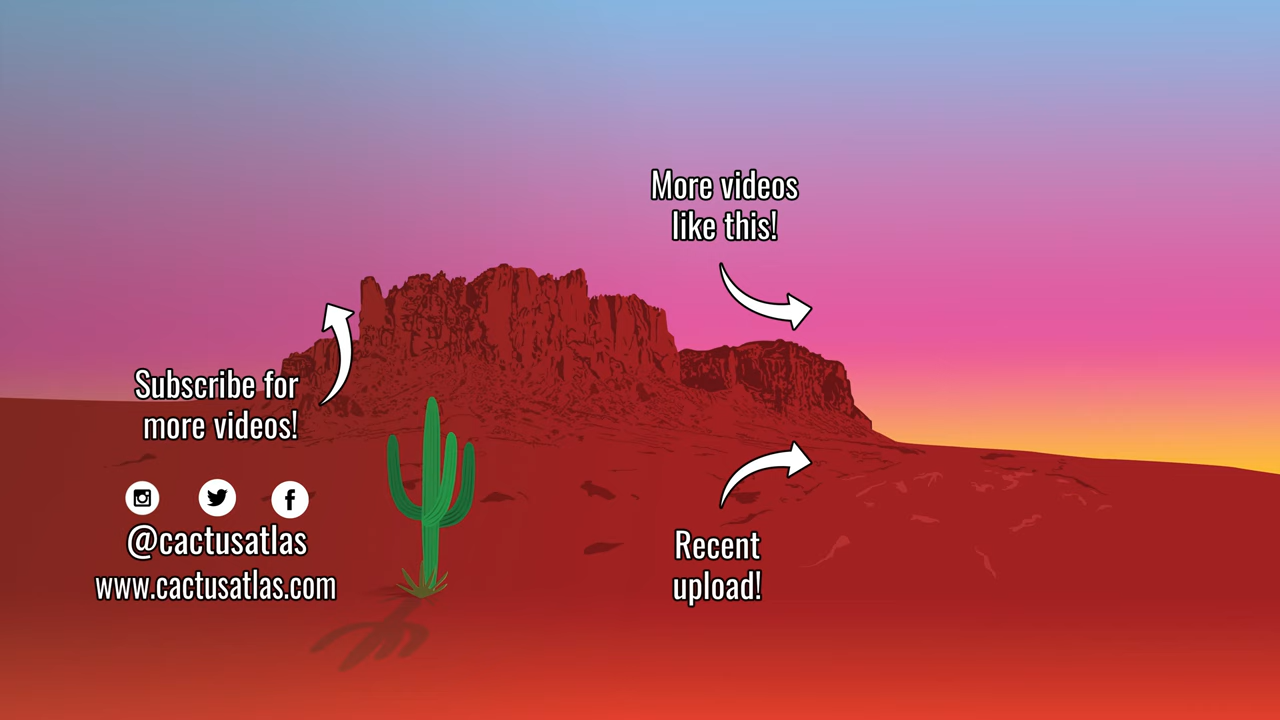 More videos
like this!
Subscribe for
more videos!
@cactusatlas
www.cactusatlas.com
Recent
upload!